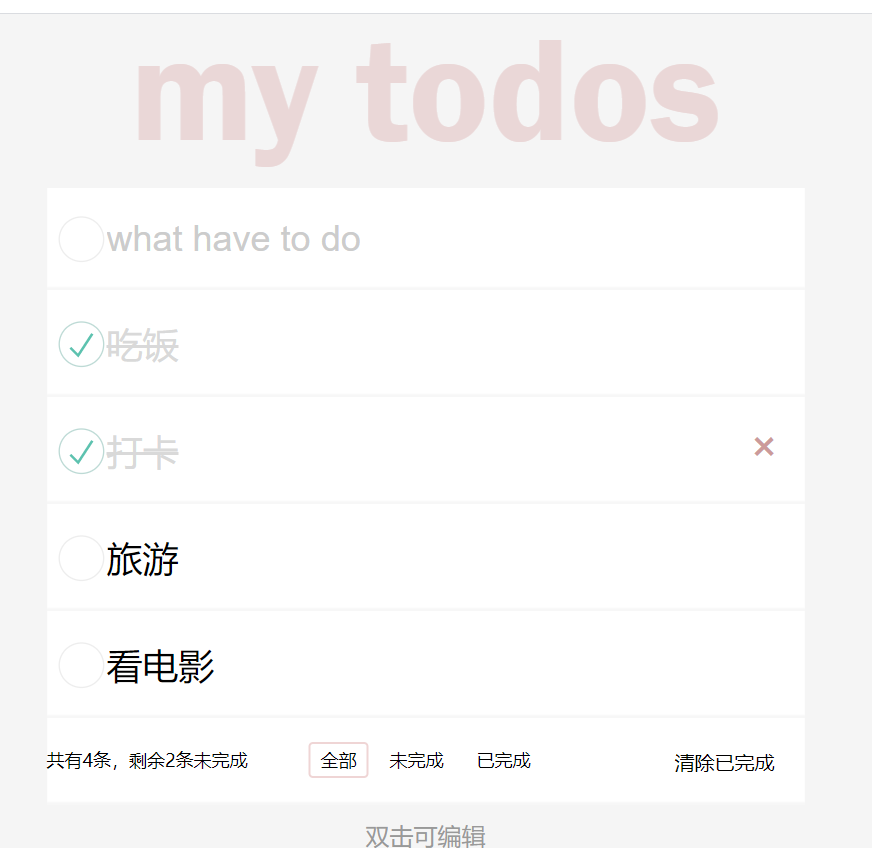 my todos
what have to do
吃饭
打卡
旅游
看电影
共有4条，剩余2条未完成 全部 未完成 已完成 清除已完成
双击可编辑